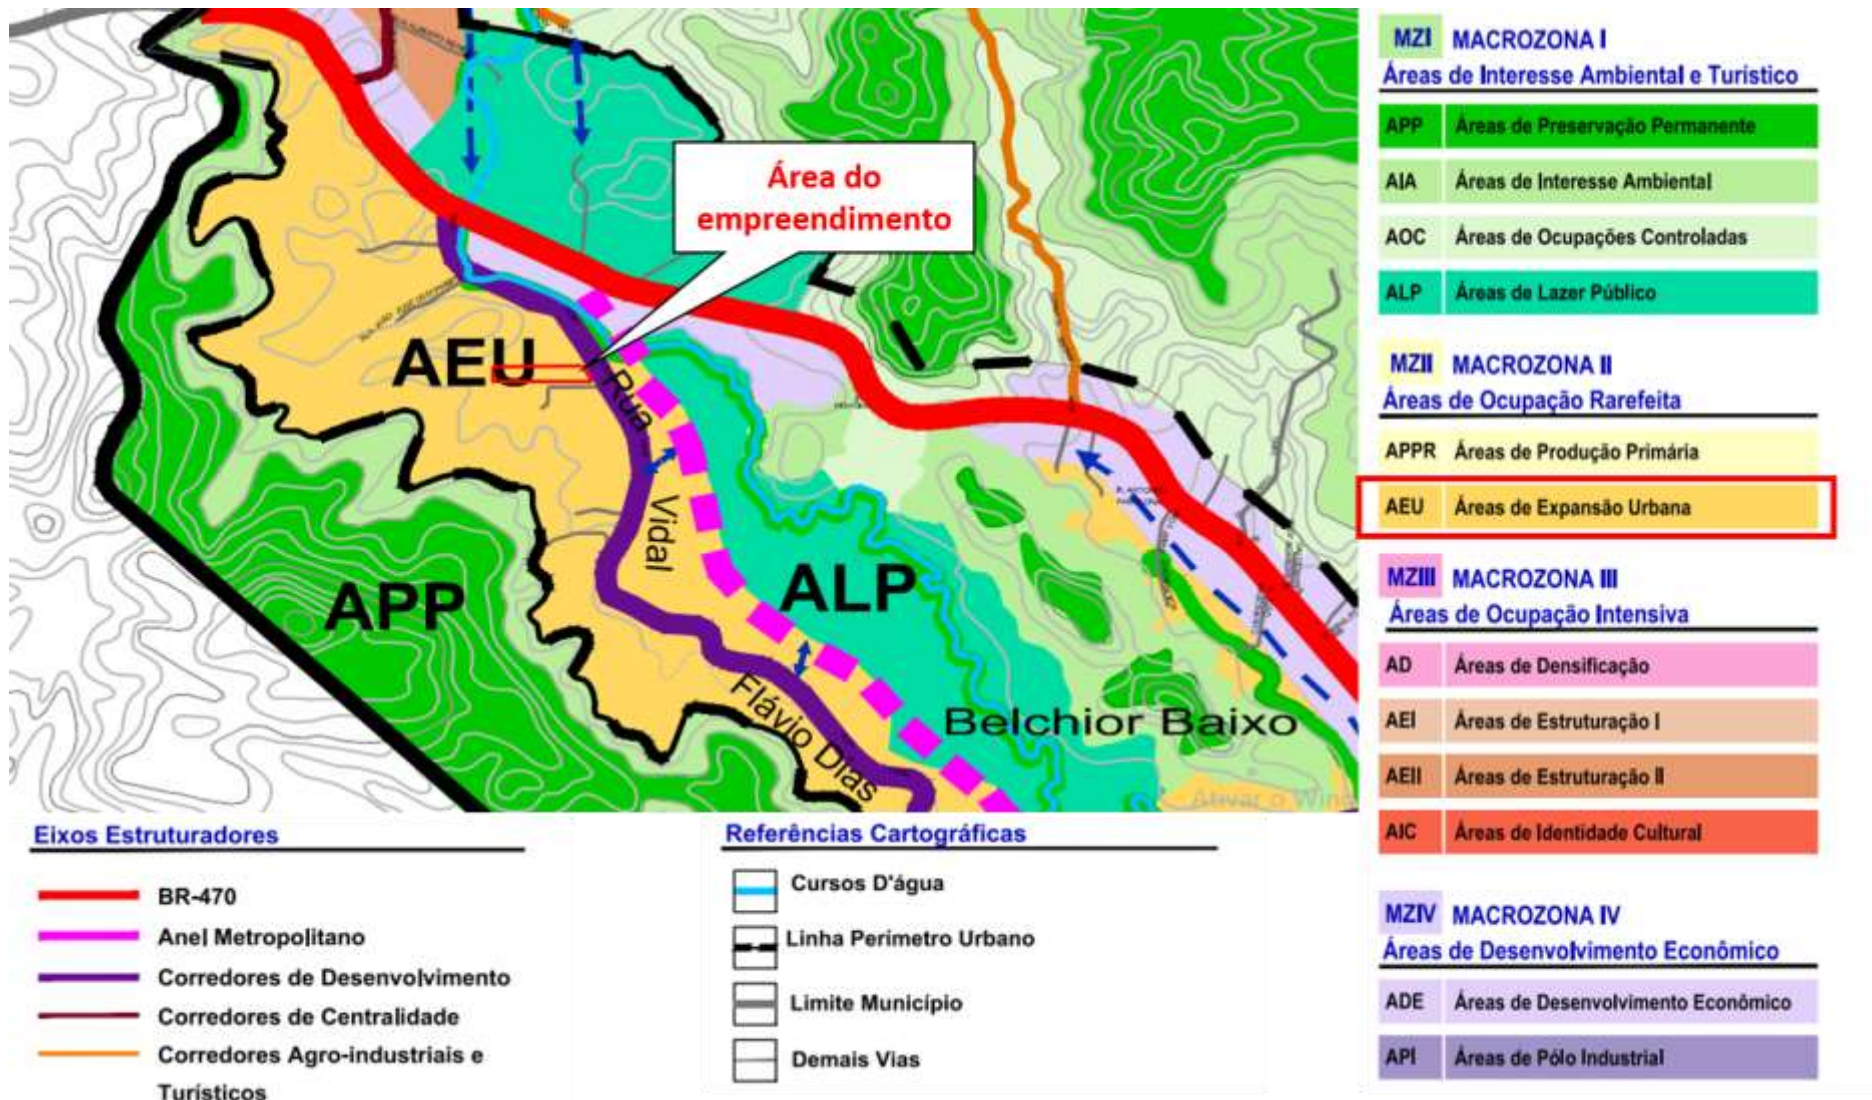 Área do
empreendimento
AEU
Rua
Vidal
Flávio Dias
APP
ALP
Belchior Baixo
Ativar o Wind
Eixos Estruturadores
BR-470
Anel Metropolitano
Corredores de Desenvolvimento
Corredores de Centralidade
Corredores Agro-industriais e
Turísticos
Referências Cartográficas
Cursos D'água
Linha Perimetro Urbano
Limite Município
Demais Vias
MZI MACROZONA I
Áreas de Interesse Ambiental e Turístico
APP Áreas de Preservação Permanente
AIA Áreas de Interesse Ambiental
AOC Áreas de Ocupações Controladas
ALP Áreas de Lazer Público
MZII MACROZONA II
Áreas de Ocupação Rarefeita
APPR Áreas de Produção Primária
AEU Áreas de Expansão Urbana
MZIII MACROZONA III
Áreas de Ocupação Intensiva
AD Áreas de Densificação
AEI Áreas de Estruturação I
AEII Áreas de Estruturação II
AIC Áreas de Identidade Cultural
MZIV MACROZONA IV
Áreas de Desenvolvimento Econômico
ADE Áreas de Desenvolvimento Econômico
API Áreas de Pólo Industrial